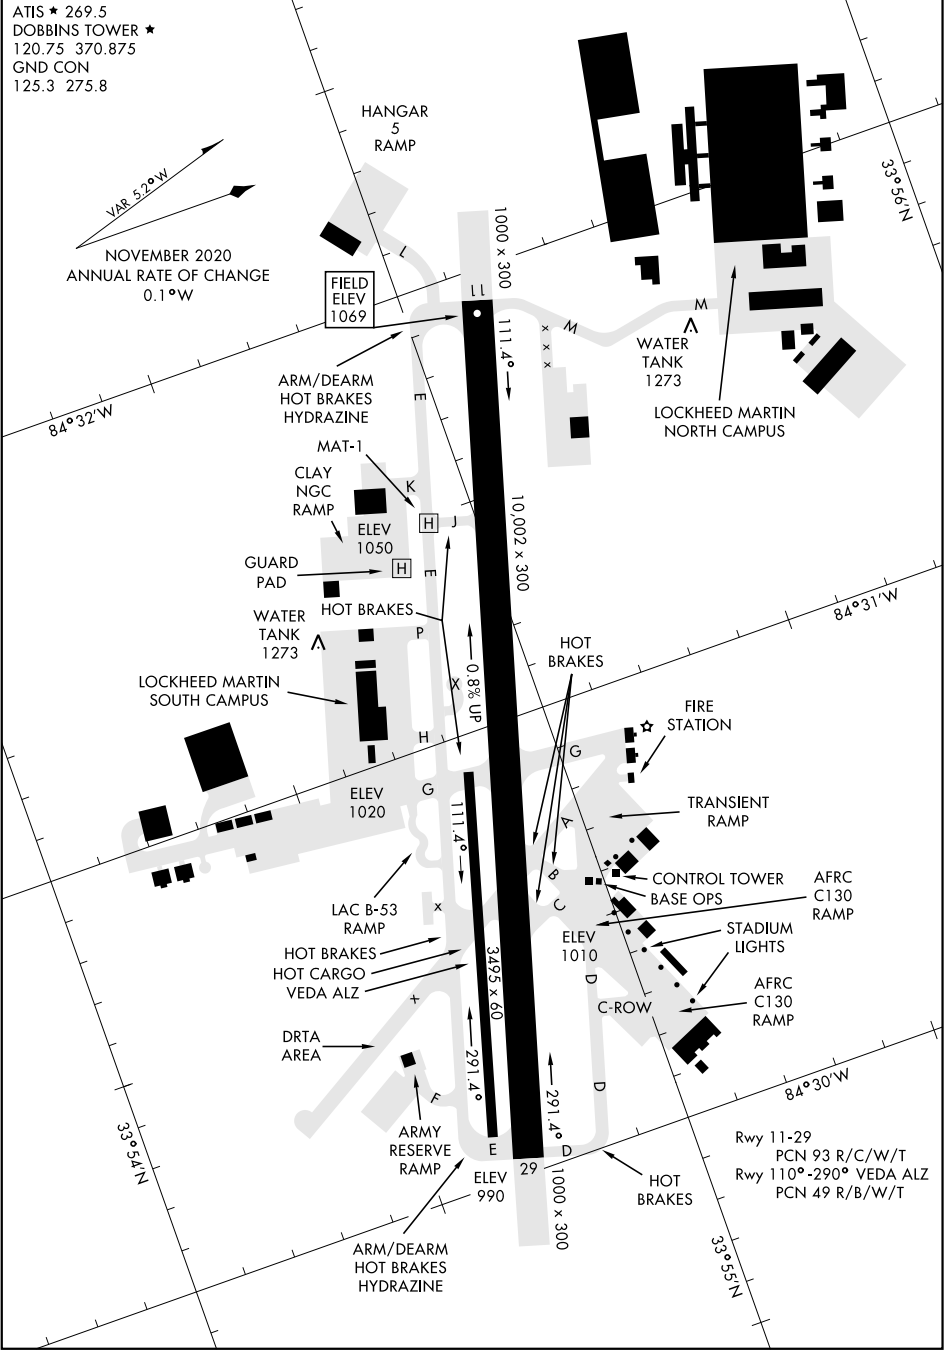 ATIS ★ 269.5
DOBBINS TOWER ★
120.75 370.875
GND CON
125.3 275.8
HANGAR
5
RAMP
VAR 5.2°W
NOVEMBER 2020
ANNUAL RATE OF CHANGE
0.1°W
33°56'N
L
1000 x 300
FIELD
ELEV
1069
11
M
M
x
x
x
111.4°
WATER
TANK
1273
ARM/DEARM
HOT BRAKES
HYDRAZINE
84°32'W
E
LOCKHEED MARTIN
NORTH CAMPUS
MAT-1
CLAY
NGC
RAMP
K
H
J
ELEV
1050
10,002 x 300
GUARD
PAD
H
E
84°31'W
WATER
TANK
1273
HOT BRAKES
P
HOT
BRAKES
LOCKHEED MARTIN
SOUTH CAMPUS
X
0.8% UP
FIRE
STATION
H
G
ELEV
1020
G
111.4°
TRANSIENT
RAMP
A
B
C
CONTROL TOWER
BASE OPS
AFRC
C130
RAMP
LAC B-53
RAMP
x
STADIUM
LIGHTS
ELEV
1010
HOT BRAKES
HOT CARGO
VEDA ALZ
3495 x 60
D
C-ROW
AFRC
C130
RAMP
x
DRTA
AREA
291.4°
F
291.4°
D
84°30'W
33°54'N
ARMY
RESERVE
RAMP
E
D
29
ELEV
990
1000 x 300
HOT
BRAKES
Rwy 11-29
PCN 93 R/C/W/T
Rwy 110°-290° VEDA ALZ
PCN 49 R/B/W/T
ARM/DEARM
HOT BRAKES
HYDRAZINE
33°55'N